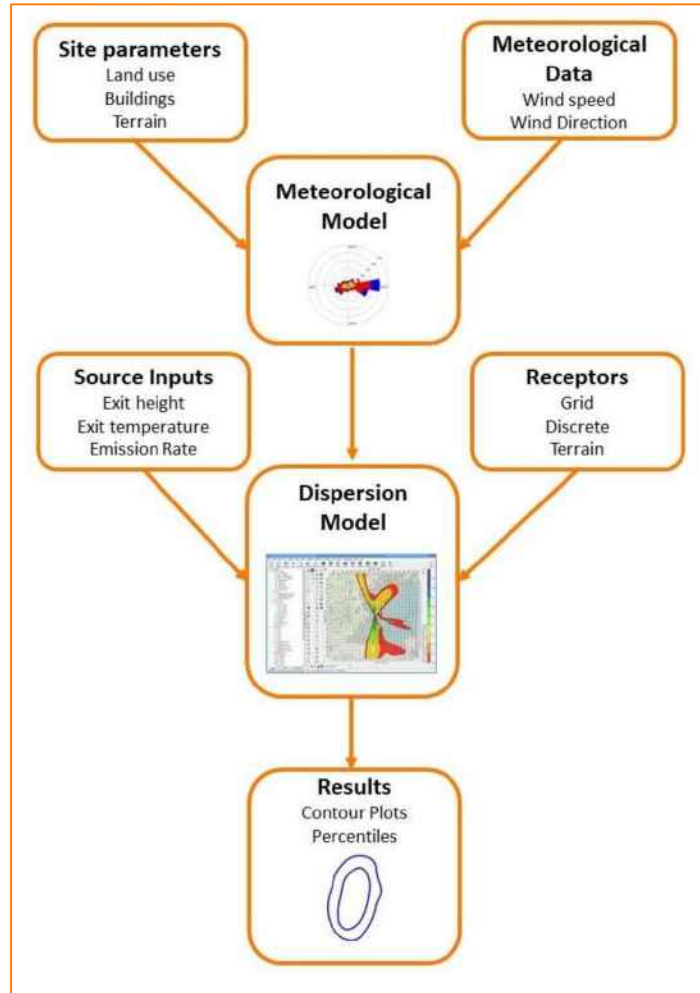 Site parameters
Land use
Buildings
Terrain
Meteorological
Data
Wind speed
Wind Direction
Meteorological
Model
Source Inputs
Exit height
Exit temperature
Emission Rate
Receptors
Grid
Discrete
Terrain
Dispersion
Model
Results
Contour Plots
Percentiles